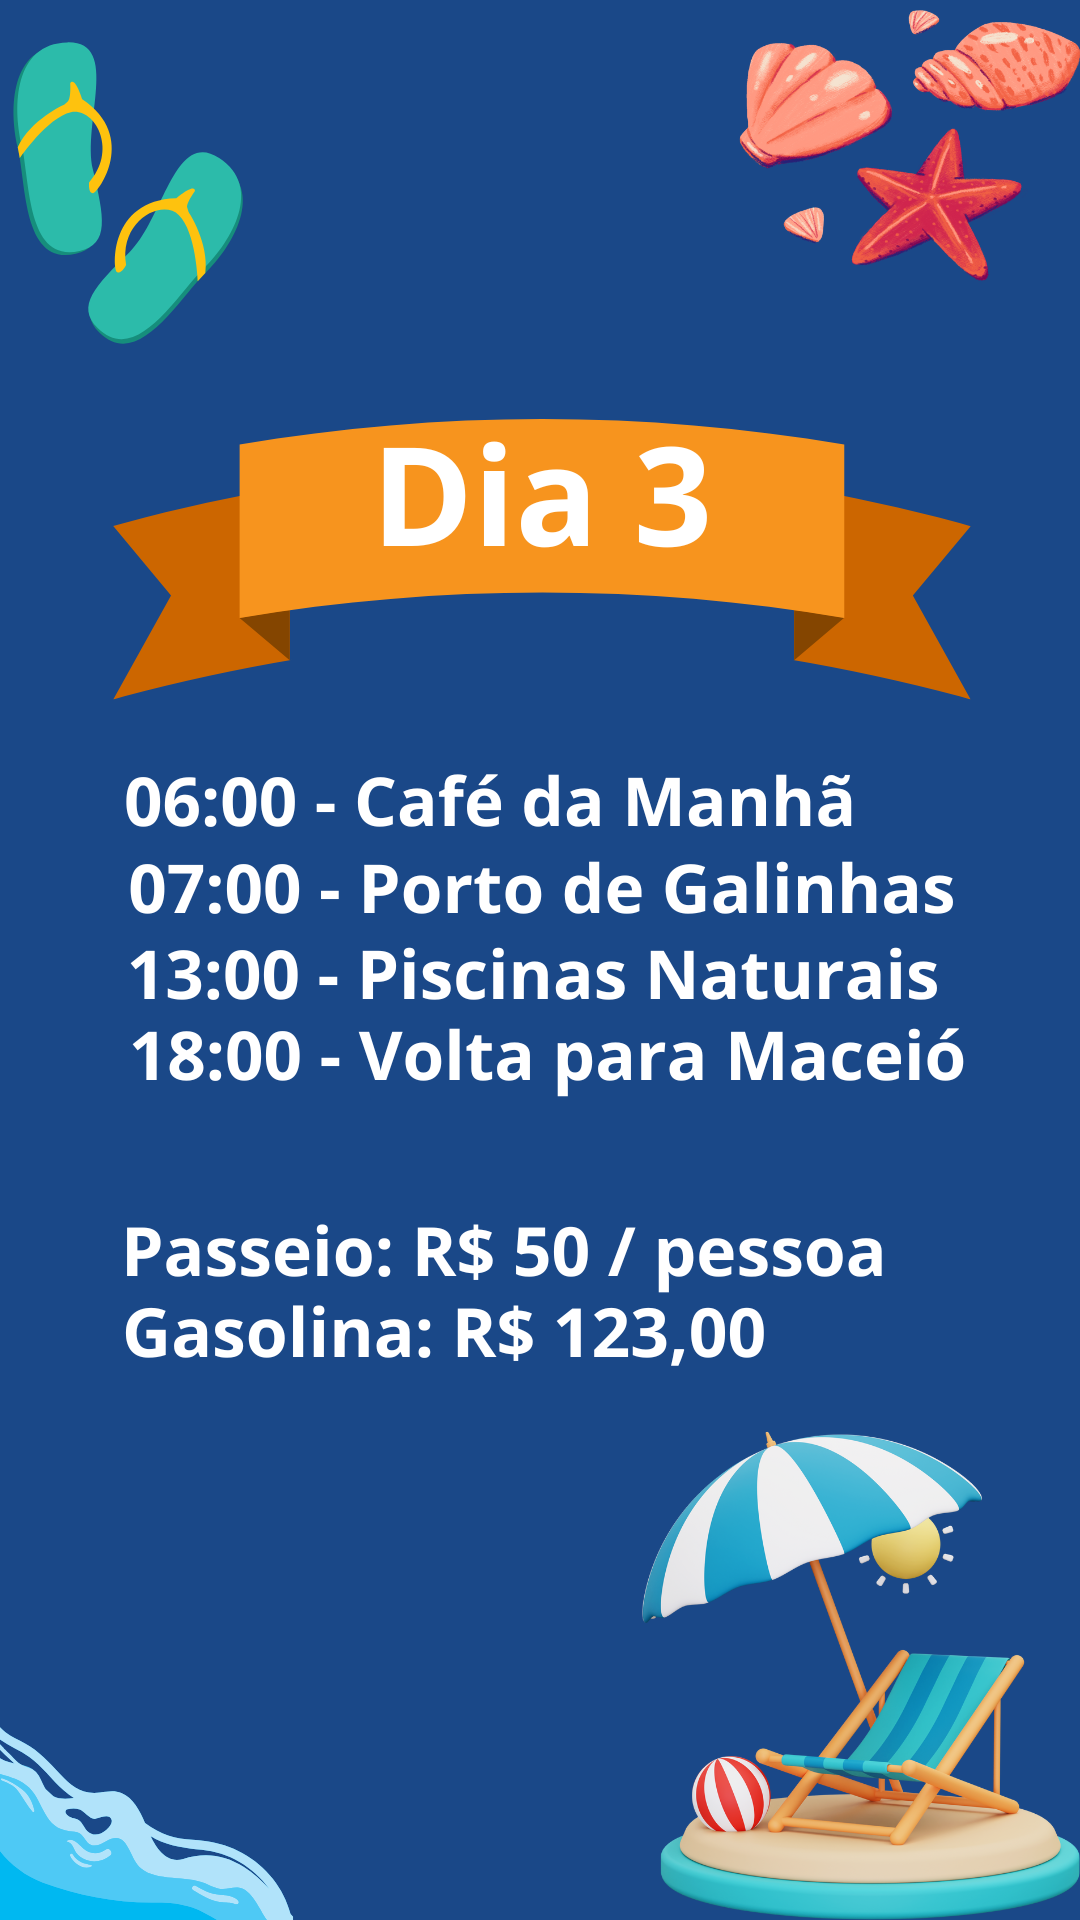 Dia 3
06:00 - Café da Manhã
07:00 - Porto de Galinhas
13:00 - Piscinas Naturais
18:00 - Volta para Maceió
Passeio: R$ 50 / pessoa
Gasolina: R$ 123,00